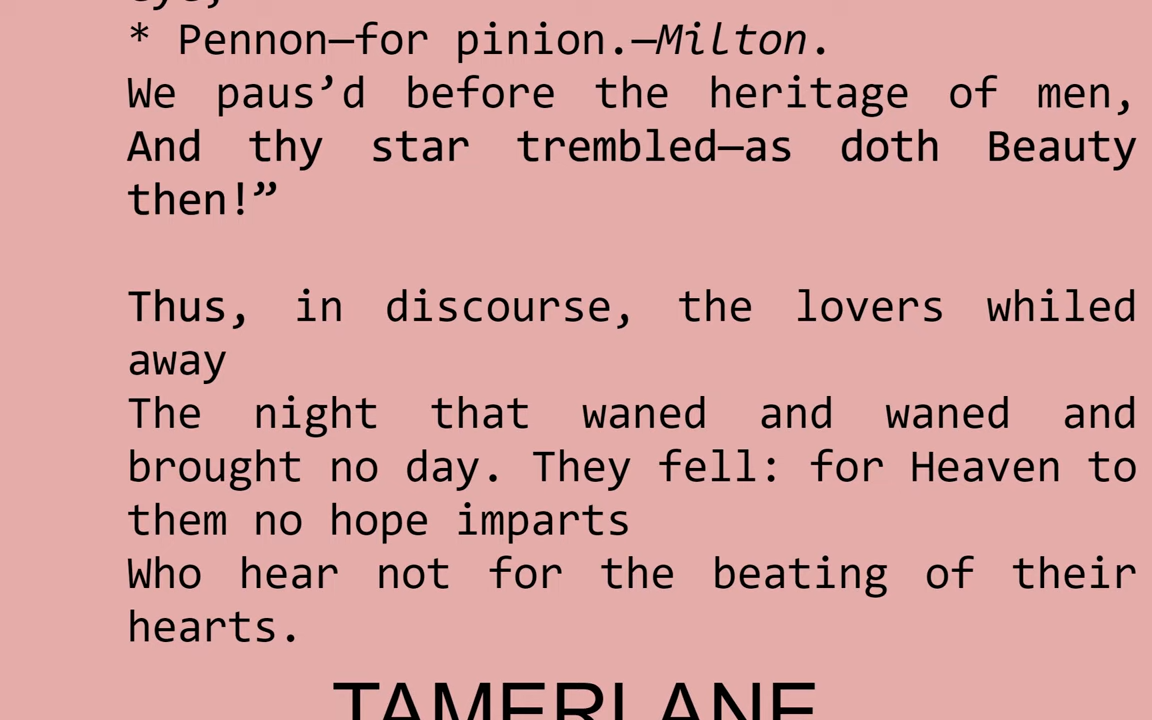 eye,
* Pennon—for pinion.—Milton.
We paus’d before the heritage of men,
And thy star trembled—as doth Beauty
then!”
Thus, in discourse, the lovers whiled
away
The night that waned and waned and
brought no day. They fell: for Heaven to
them no hope imparts
Who hear not for the beating of their
hearts.
TAMERLANE